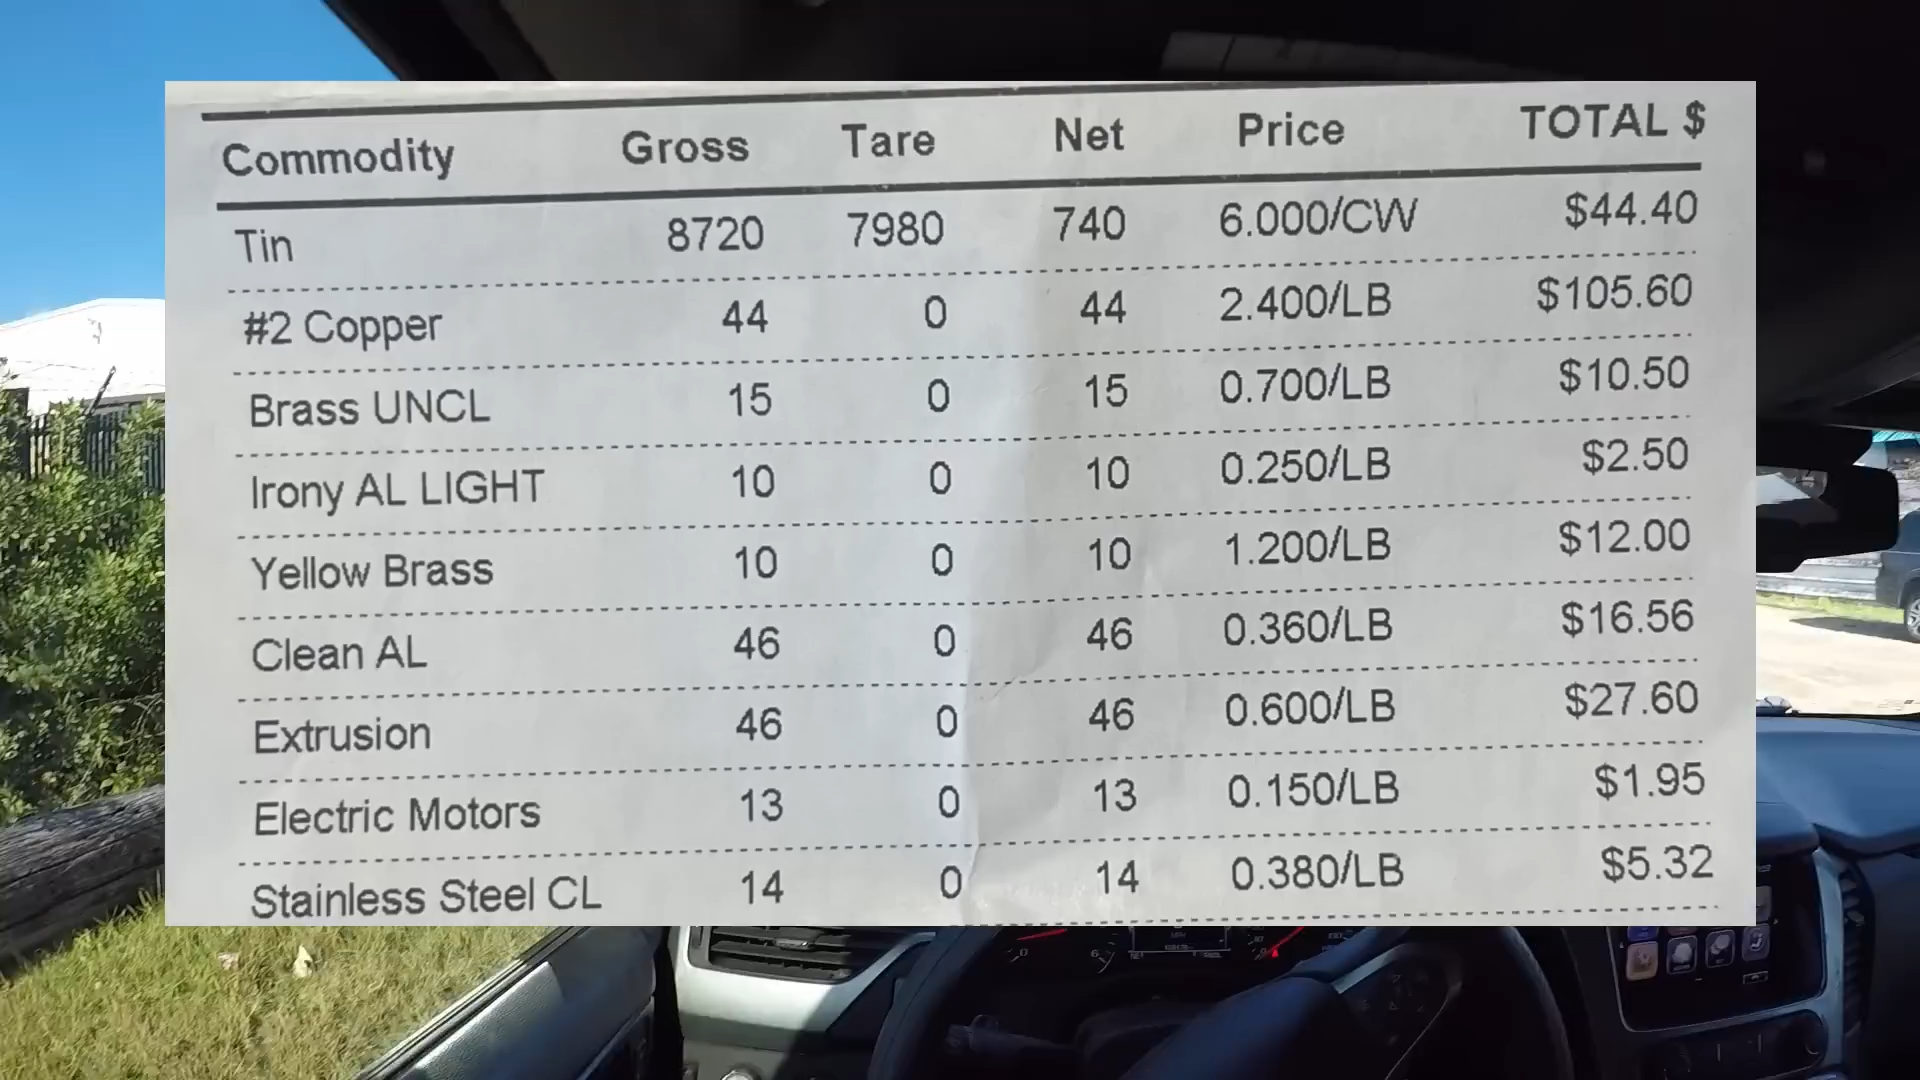 Commodity Gross Tare Net Price TOTAL $
Tin 8720 7980 740 6.000/CW $44.40
#2 Copper 44 0 44 2.400/LB $105.60
Brass UNCL 15 0 15 0.700/LB $10.50
Irony AL LIGHT 10 0 10 0.250/LB $2.50
Yellow Brass 10 0 10 1.200/LB $12.00
Clean AL 46 0 46 0.360/LB $16.56
Extrusion 46 0 46 0.600/LB $27.60
Electric Motors 13 0 13 0.150/LB $1.95
Stainless Steel CL 14 0 14 0.380/LB $5.32